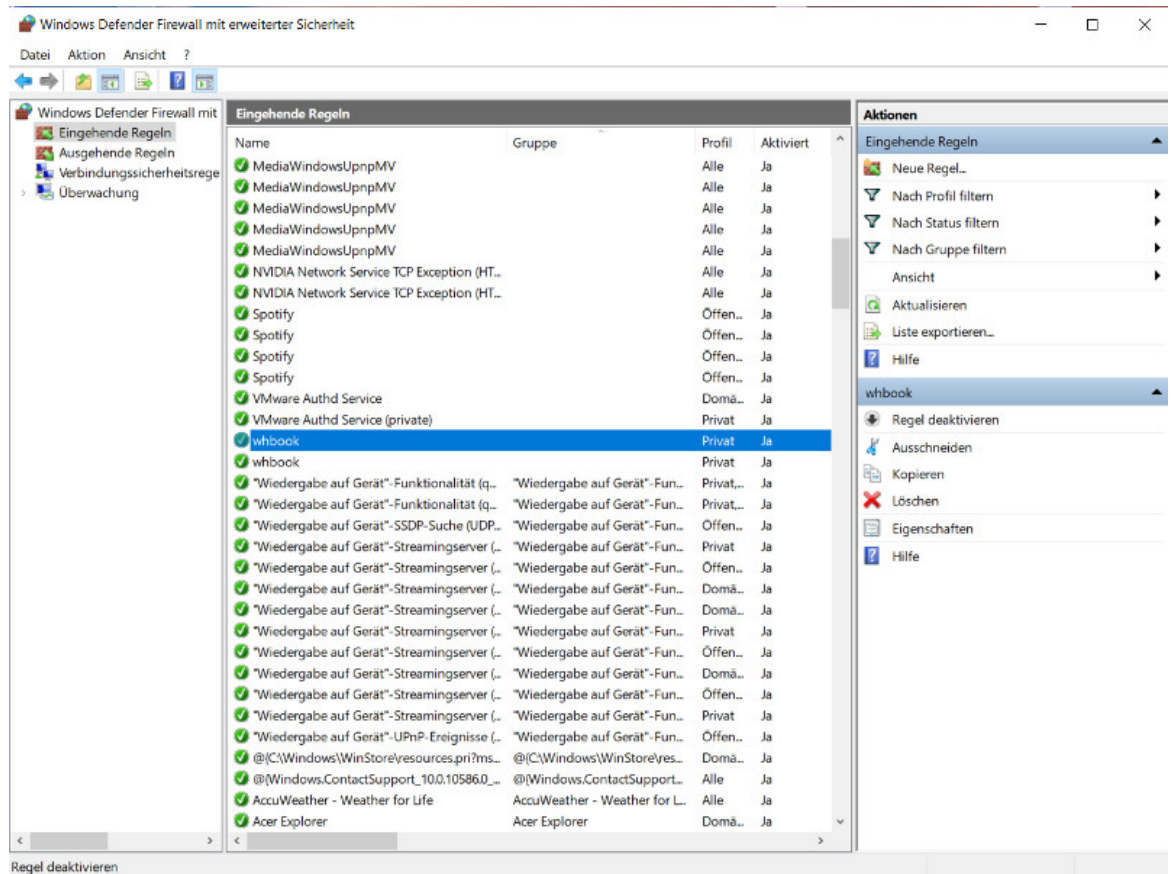 Windows Defender Firewall mit erweiterter Sicherheit
Datei Aktion Ansicht ?
Windows Defender Firewall mit
Eingehende Regeln
Ausgehende Regeln
Verbindungssicherheitsrege
Überwachung
Eingehende Regeln
Name Gruppe Profil Aktiviert
MediaWindowsUpnpMV Alle Ja
MediaWindowsUpnpMV Alle Ja
MediaWindowsUpnpMV Alle Ja
MediaWindowsUpnpMV Alle Ja
MediaWindowsUpnpMV Alle Ja
NVIDIA Network Service TCP Exception (HT... Alle Ja
NVIDIA Network Service TCP Exception (HT... Alle Ja
Spotify Öffen... Ja
Spotify Öffen... Ja
Spotify Öffen... Ja
Spotify Öffen... Ja
VMware Authd Service Domä... Ja
VMware Authd Service (private) Privat Ja
whbook Privat Ja
whbook Privat Ja
"Wiedergabe auf Gerät"-Funktionalität (q... "Wiedergabe auf Gerät"-Fun... Privat,... Ja
"Wiedergabe auf Gerät"-Funktionalität (q... "Wiedergabe auf Gerät"-Fun... Privat,... Ja
"Wiedergabe auf Gerät"-SSDP-Suche (UDP... "Wiedergabe auf Gerät"-Fun... Öffen... Ja
"Wiedergabe auf Gerät"-Streamingserver (... "Wiedergabe auf Gerät"-Fun... Privat Ja
"Wiedergabe auf Gerät"-Streamingserver (... "Wiedergabe auf Gerät"-Fun... Öffen... Ja
"Wiedergabe auf Gerät"-Streamingserver (... "Wiedergabe auf Gerät"-Fun... Domä... Ja
"Wiedergabe auf Gerät"-Streamingserver (... "Wiedergabe auf Gerät"-Fun... Domä... Ja
"Wiedergabe auf Gerät"-Streamingserver (... "Wiedergabe auf Gerät"-Fun... Privat Ja
"Wiedergabe auf Gerät"-Streamingserver (... "Wiedergabe auf Gerät"-Fun... Öffen... Ja
"Wiedergabe auf Gerät"-Streamingserver (... "Wiedergabe auf Gerät"-Fun... Domä... Ja
"Wiedergabe auf Gerät"-Streamingserver (... "Wiedergabe auf Gerät"-Fun... Öffen... Ja
"Wiedergabe auf Gerät"-Streamingserver (... "Wiedergabe auf Gerät"-Fun... Privat Ja
"Wiedergabe auf Gerät"-UPnP-Ereignisse (... "Wiedergabe auf Gerät"-Fun... Öffen... Ja
@{C:\Windows\WinStore\resources.pri?ms... @{C:\Windows\WinStore\res... Domä... Ja
@{Windows.ContactSupport_10.0.10586.0_... @{Windows.ContactSupport... Alle Ja
AccuWeather - Weather for Life AccuWeather - Weather for L... Alle Ja
Acer Explorer Acer Explorer Domä... Ja
Aktionen
Eingehende Regeln
Neue Regel...
Nach Profil filtern
Nach Status filtern
Nach Gruppe filtern
Ansicht
Aktualisieren
Liste exportieren...
Hilfe
whbook
Regel deaktivieren
Ausschneiden
Kopieren
Löschen
Eigenschaften
Hilfe
Regel deaktivieren